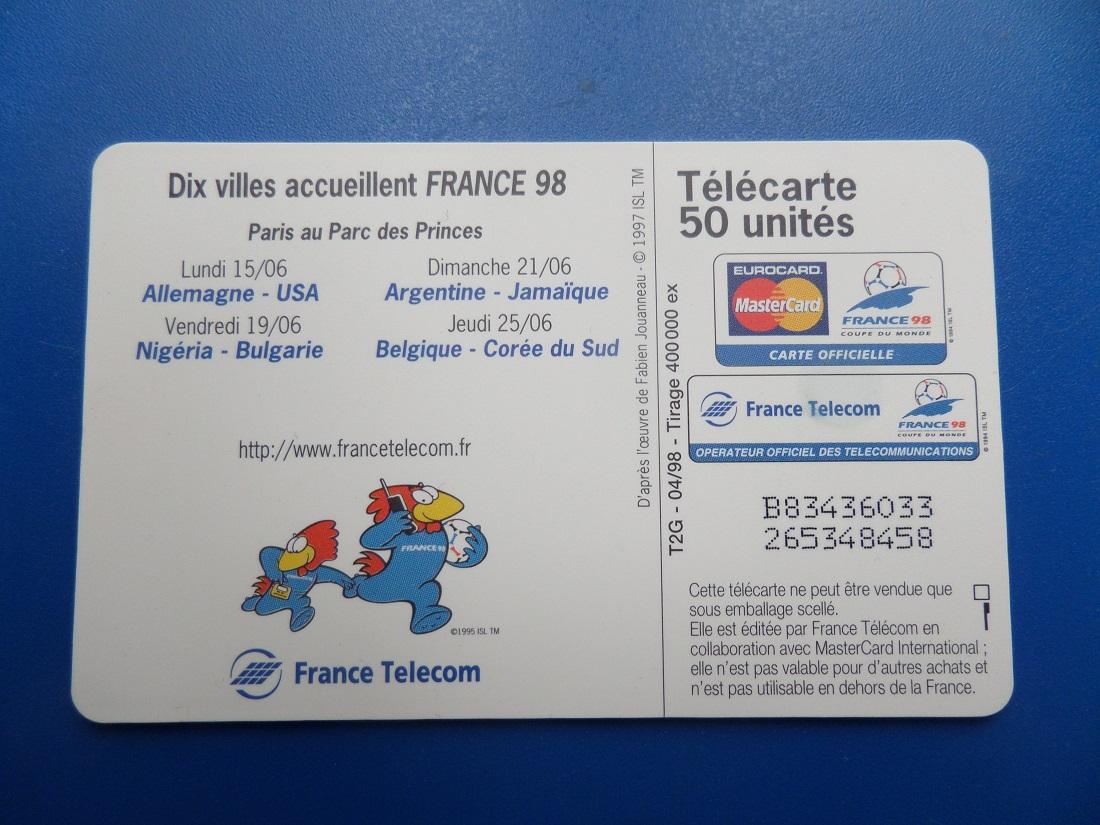 Dix villes accueillent FRANCE 98
Paris au Parc des Princes
Lundi 15/06
Allemagne - USA
Dimanche 21/06
Argentine - Jamaïque
Vendredi 19/06
Nigéria - Bulgarie
Jeudi 25/06
Belgique - Corée du Sud
http://www.francetelecom.fr
FRANCE 98
©1995 ISL TM
France Telecom
D'après l'œuvre de Fabien Jouanneau - © 1997 ISL TM
T2G - 04/98 - Tirage 400 000 ex
Télécarte
50 unités
EUROCARD.
MasterCard
FRANCE 98
COUPE DU MONDE
© 1994 ISL TM
CARTE OFFICIELLE
France Telecom
FRANCE 98
COUPE DU MONDE
© 1994 ISL TM
OPERATEUR OFFICIEL DES TELECOMMUNICATIONS
B83436033
265348458
Cette télécarte ne peut être vendue que
sous emballage scellé.
Elle est éditée par France Télécom en
collaboration avec MasterCard International ;
elle n'est pas valable pour d'autres achats et
n'est pas utilisable en dehors de la France.